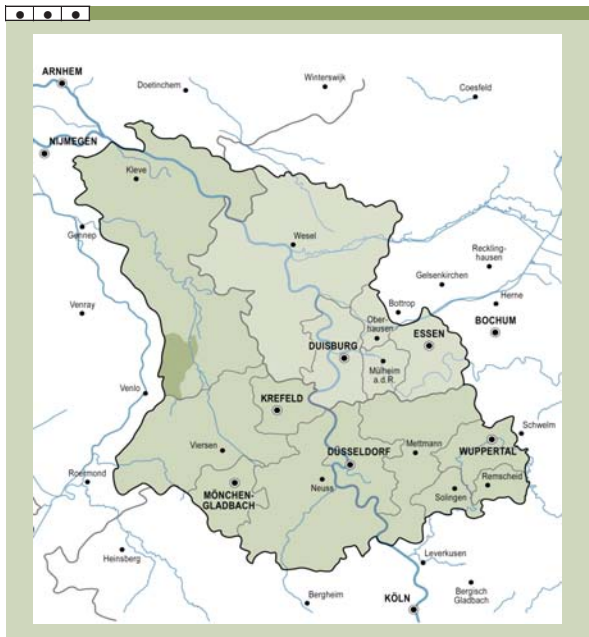 ARNHEM
Doetinchem
Winterswijk
Coesfeld
NIJMEGEN
Kleve
Gennep
Wesel
Reckling-
hausen
Gelsenkirchen
Venray
Bottrop
Herne
Ober-
hausen
ESSEN
BOCHUM
DUISBURG
Mülheim
a.d.R.
Venlo
KREFELD
Schwelm
Viersen
DÜSSELDORF
Mettmann
WUPPERTAL
Roermond
MÖNCHEN-
GLADBACH
Neuss
Solingen
Remscheid
Heinsberg
Leverkusen
Bergheim
KÖLN
Bergisch
Gladbach